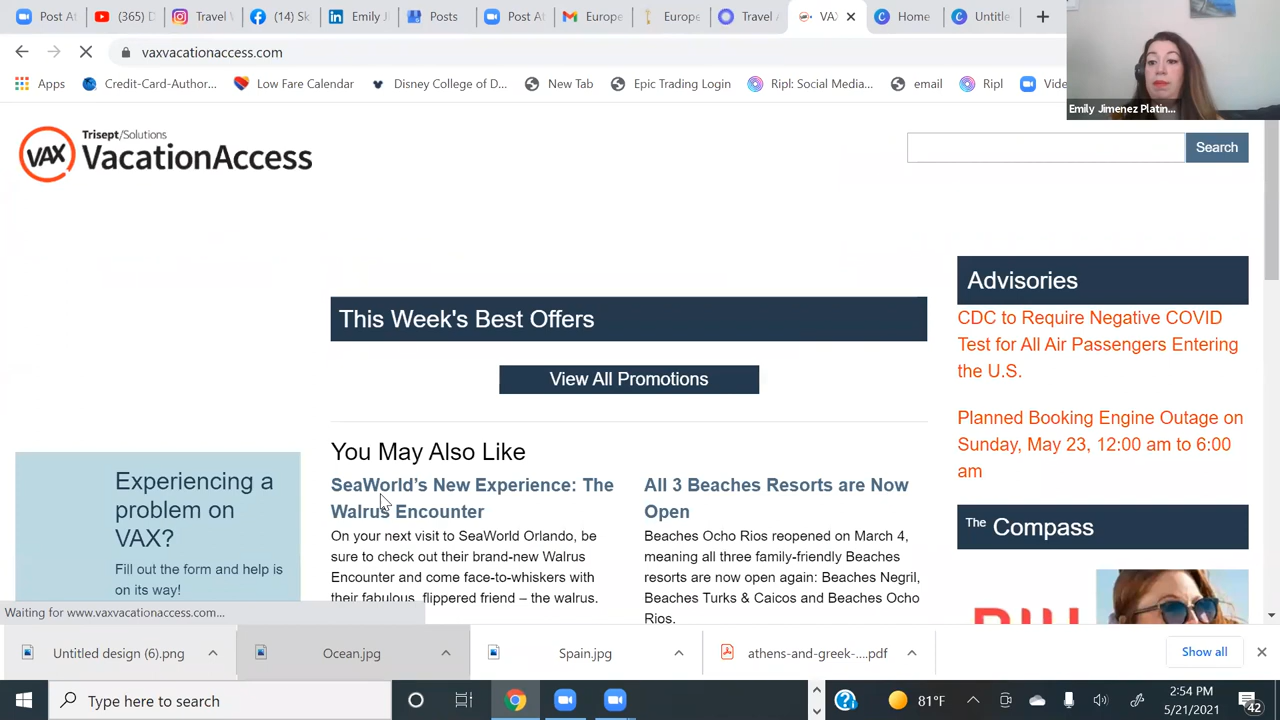 Post At
(365)
Travel
(14) Sk
Emily Ji
Post At
Post At
Europe
Europe
Travel A
VAX
Home
Untitle
vaxvacationaccess.com
Apps
Credit-Card-Author...
Low Fare Calendar
Disney College of D...
New Tab
Epic Trading Login
Ripl: Social Media...
email
Ripl
Vide
Emily Jimenez Platin...
Trisept/Solutions
VAX
VacationAccess
Search
This Week's Best Offers
View All Promotions
You May Also Like
SeaWorld's New Experience: The
Walrus Encounter
On your next visit to SeaWorld Orlando, be
sure to check out their brand-new Walrus
Encounter and come face-to-whiskers with
their fabulous, flippered friend – the walrus.
All 3 Beaches Resorts are Now
Open
Beaches Ocho Rios reopened on March 4,
meaning all three family-friendly Beaches
resorts are now open again: Beaches Negril,
Beaches Turks & Caicos and Beaches Ocho
Rios.
Advisories
CDC to Require Negative COVID
Test for All Air Passengers Entering
the U.S.
Planned Booking Engine Outage on
Sunday, May 23, 12:00 am to 6:00
am
The Compass
Experiencing a
problem on
VAX?
Fill out the form and help is
on its way!
Waiting for www.vaxvacationaccess.com...
Untitled design (6).png
Ocean.jpg
Spain.jpg
athens-and-greek-....pdf
Show all
Type here to search
81°F
2:54 PM
5/21/2021
42